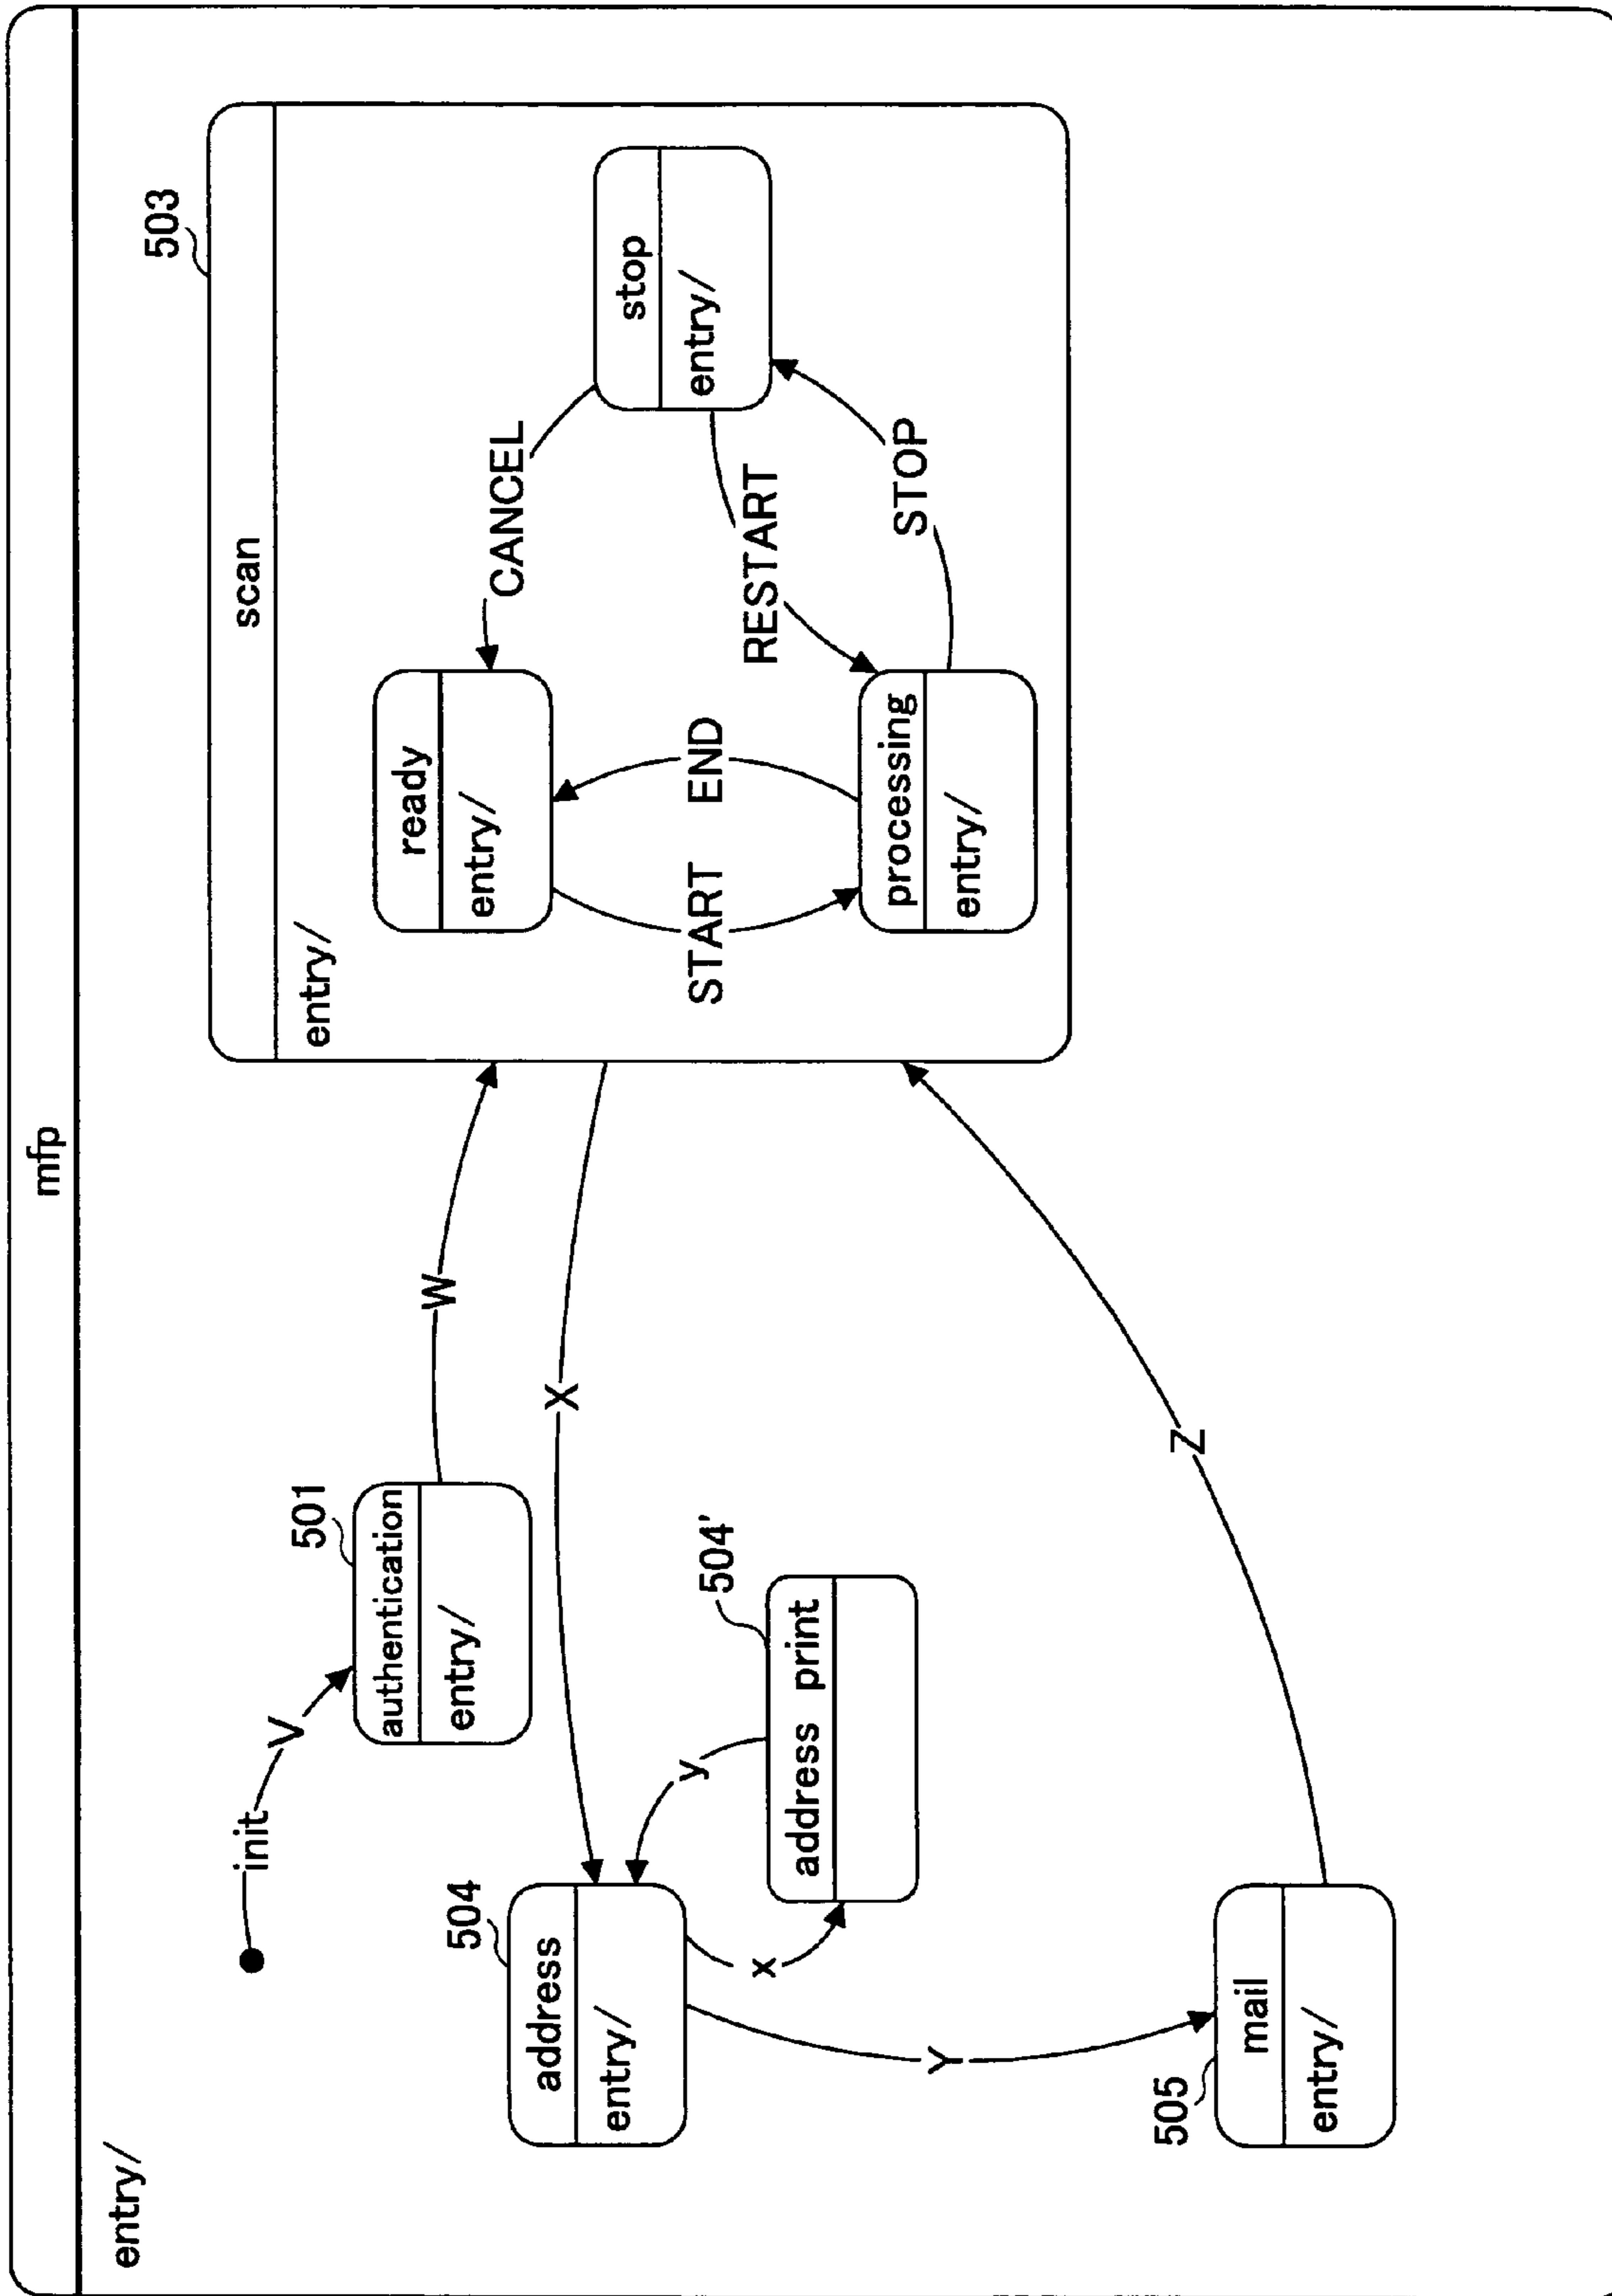 mfp
entry/
init
V
501
authentication
entry/
W
503
scan
entry/
ready
entry/
CANCEL
stop
entry/
START
END
RESTART
STOP
processing
entry/
X
504
address
entry/
y
504'
address print
x
Y
505
mail
entry/
Z